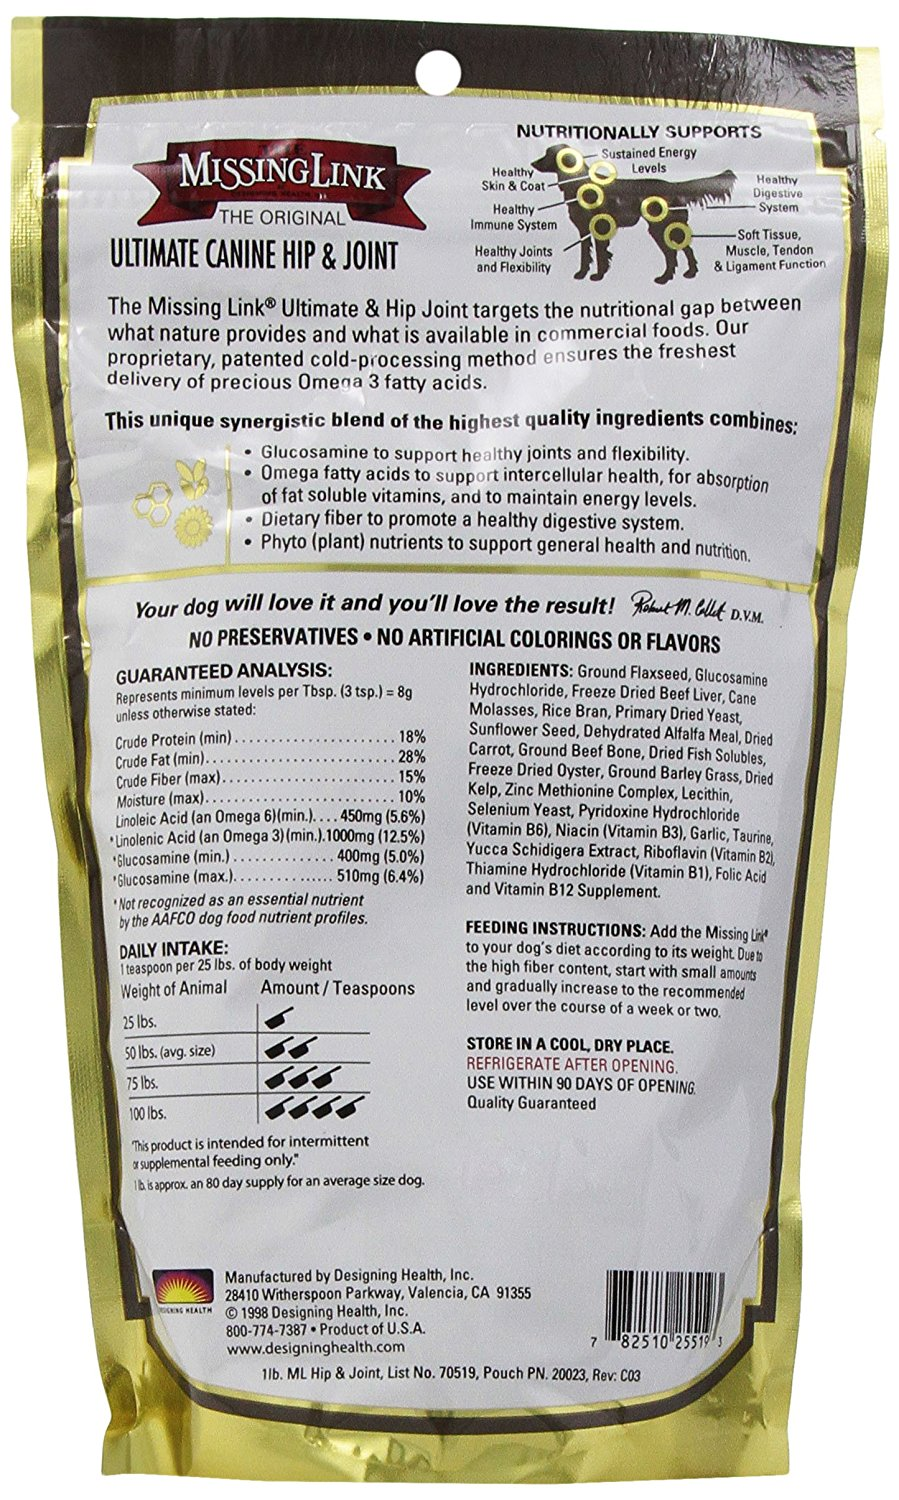 MISSINGLINK
THE ORIGINAL
ULTIMATE CANINE HIP & JOINT
NUTRITIONALLY SUPPORTS
Sustained Energy
Levels
Healthy
Skin & Coat
Healthy
Digestive
System
Healthy
Immune System
Healthy Joints
and Flexibility
Soft Tissue,
Muscle, Tendon
& Ligament Function
The Missing Link® Ultimate & Hip Joint targets the nutritional gap between
what nature provides and what is available in commercial foods. Our
proprietary, patented cold-processing method ensures the freshest
delivery of precious Omega 3 fatty acids.
This unique synergistic blend of the highest quality ingredients combines:
• Glucosamine to support healthy joints and flexibility.
• Omega fatty acids to support intercellular health, for absorption
of fat soluble vitamins, and to maintain energy levels.
• Dietary fiber to promote a healthy digestive system.
• Phyto (plant) nutrients to support general health and nutrition.
Your dog will love it and you'll love the result! Robert M. Collett D.V.M.
NO PRESERVATIVES • NO ARTIFICIAL COLORINGS OR FLAVORS
GUARANTEED ANALYSIS:
Represents minimum levels per Tbsp. (3 tsp.) = 8g
unless otherwise stated:
Crude Protein (min) . . . . . . . . . . . . . . . . . . . . . . 18%
Crude Fat (min) . . . . . . . . . . . . . . . . . . . . . . . . . . 28%
Crude Fiber (max) . . . . . . . . . . . . . . . . . . . . . . . . 15%
Moisture (max) . . . . . . . . . . . . . . . . . . . . . . . . . . 10%
Linoleic Acid (an Omega 6)(min.). . . . 450mg (5.6%)
*Linolenic Acid (an Omega 3)(min.).1000mg (12.5%)
*Glucosamine (min.) . . . . . . . . . . . . . . 400mg (5.0%)
*Glucosamine (max.). . . . . . . . . . . . . . 510mg (6.4%)
*Not recognized as an essential nutrient
by the AAFCO dog food nutrient profiles.
DAILY INTAKE:
1 teaspoon per 25 lbs. of body weight
Weight of Animal Amount / Teaspoons
25 lbs.
50 lbs. (avg. size)
75 lbs.
100 lbs.
"This product is intended for intermittent
or supplemental feeding only."
1 lb. is approx. an 80 day supply for an average size dog.
INGREDIENTS: Ground Flaxseed, Glucosamine
Hydrochloride, Freeze Dried Beef Liver, Cane
Molasses, Rice Bran, Primary Dried Yeast,
Sunflower Seed, Dehydrated Alfalfa Meal, Dried
Carrot, Ground Beef Bone, Dried Fish Solubles,
Freeze Dried Oyster, Ground Barley Grass, Dried
Kelp, Zinc Methionine Complex, Lecithin,
Selenium Yeast, Pyridoxine Hydrochloride
(Vitamin B6), Niacin (Vitamin B3), Garlic, Taurine,
Yucca Schidigera Extract, Riboflavin (Vitamin B2),
Thiamine Hydrochloride (Vitamin B1), Folic Acid
and Vitamin B12 Supplement.
FEEDING INSTRUCTIONS: Add the Missing Link®
to your dog's diet according to its weight. Due to
the high fiber content, start with small amounts
and gradually increase to the recommended
level over the course of a week or two.
STORE IN A COOL, DRY PLACE.
REFRIGERATE AFTER OPENING.
USE WITHIN 90 DAYS OF OPENING.
Quality Guaranteed
DESIGNING HEALTH
Manufactured by Designing Health, Inc.
28410 Witherspoon Parkway, Valencia, CA 91355
© 1998 Designing Health, Inc.
800-774-7387 • Product of U.S.A.
www.designinghealth.com
7 82510 25519 3
1lb. ML Hip & Joint, List No. 70519, Pouch PN. 20023, Rev: C03